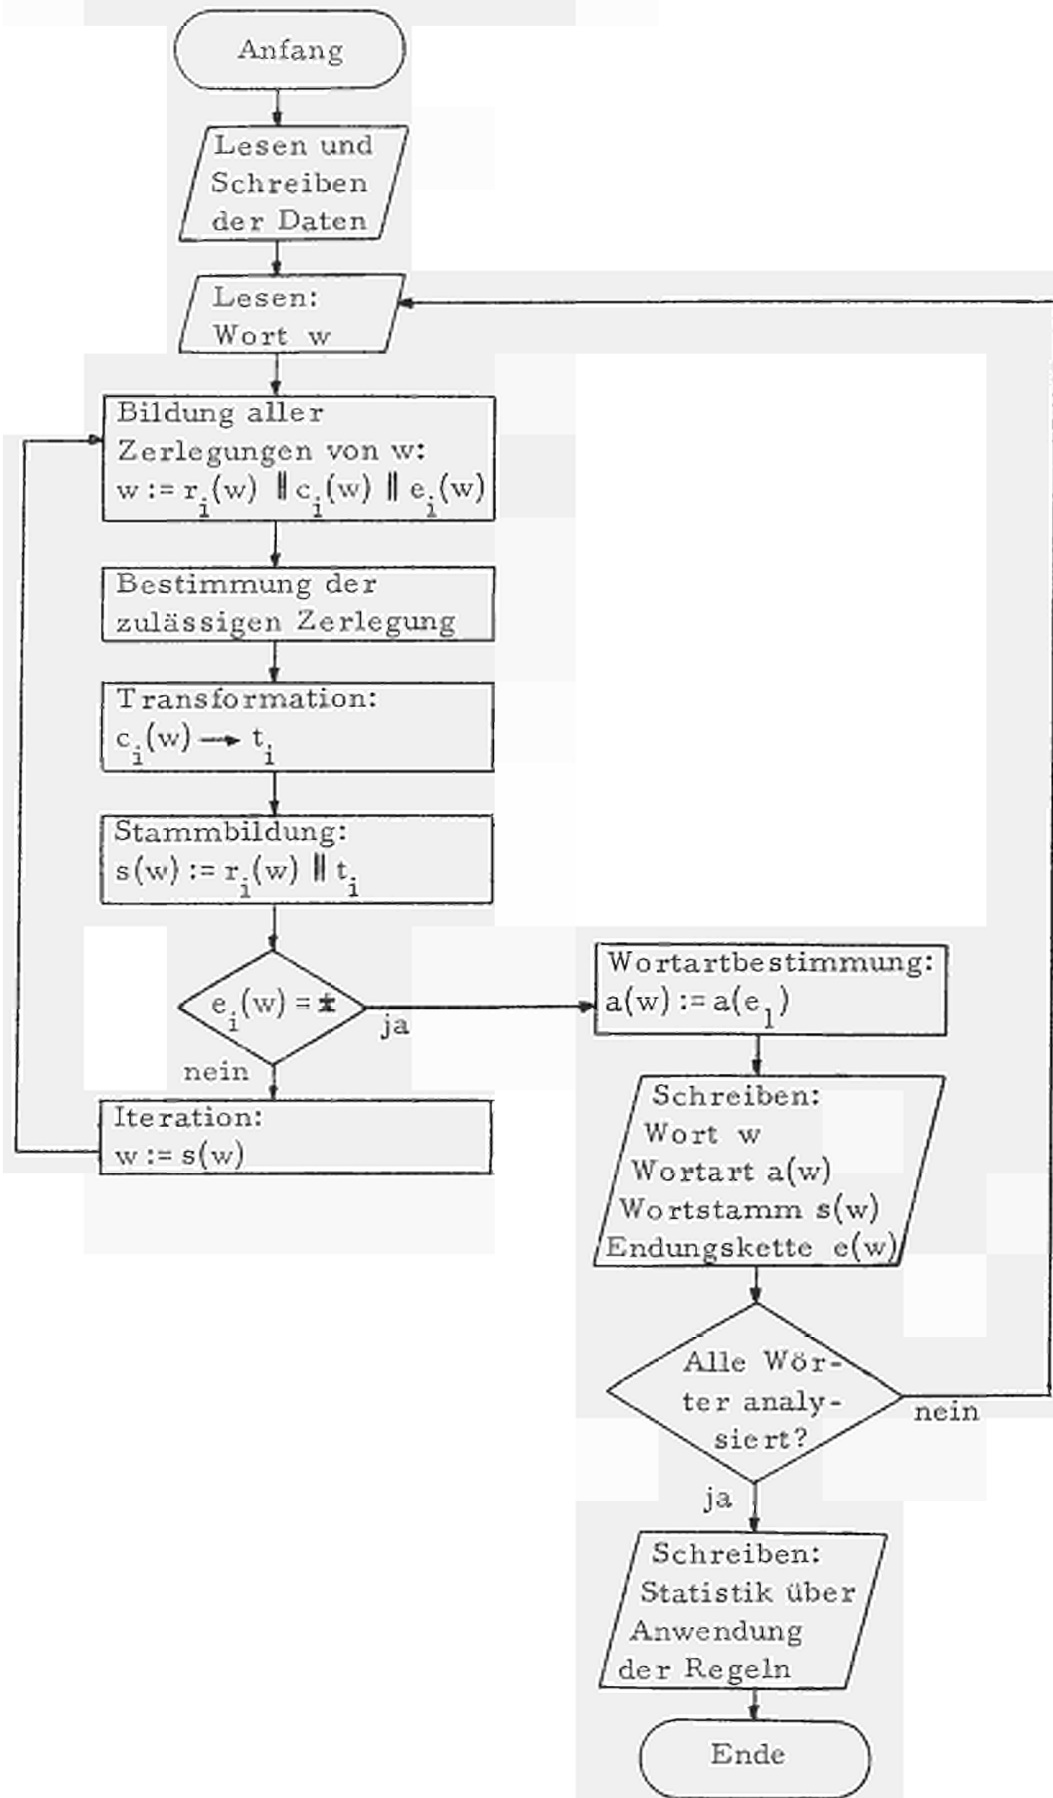 Anfang
Lesen und
Schreiben
der Daten
Lesen:
Wort w
Bildung aller
Zerlegungen von w:
w := r_i(w) ‖ c_i(w) ‖ e_i(w)
Bestimmung der
zulässigen Zerlegung
Transformation:
c_i(w) → t_i
Stammbildung:
s(w) := r_i(w) ‖ t_i
e_i(w) =
ja
nein
Iteration:
w := s(w)
Wortartbestimmung:
a(w) := a(e_1)
Schreiben:
Wort w
Wortart a(w)
Wortstamm s(w)
Endungskette e(w)
Alle Wör-
ter analy-
siert?
nein
ja
Schreiben:
Statistik über
Anwendung
der Regeln
Ende